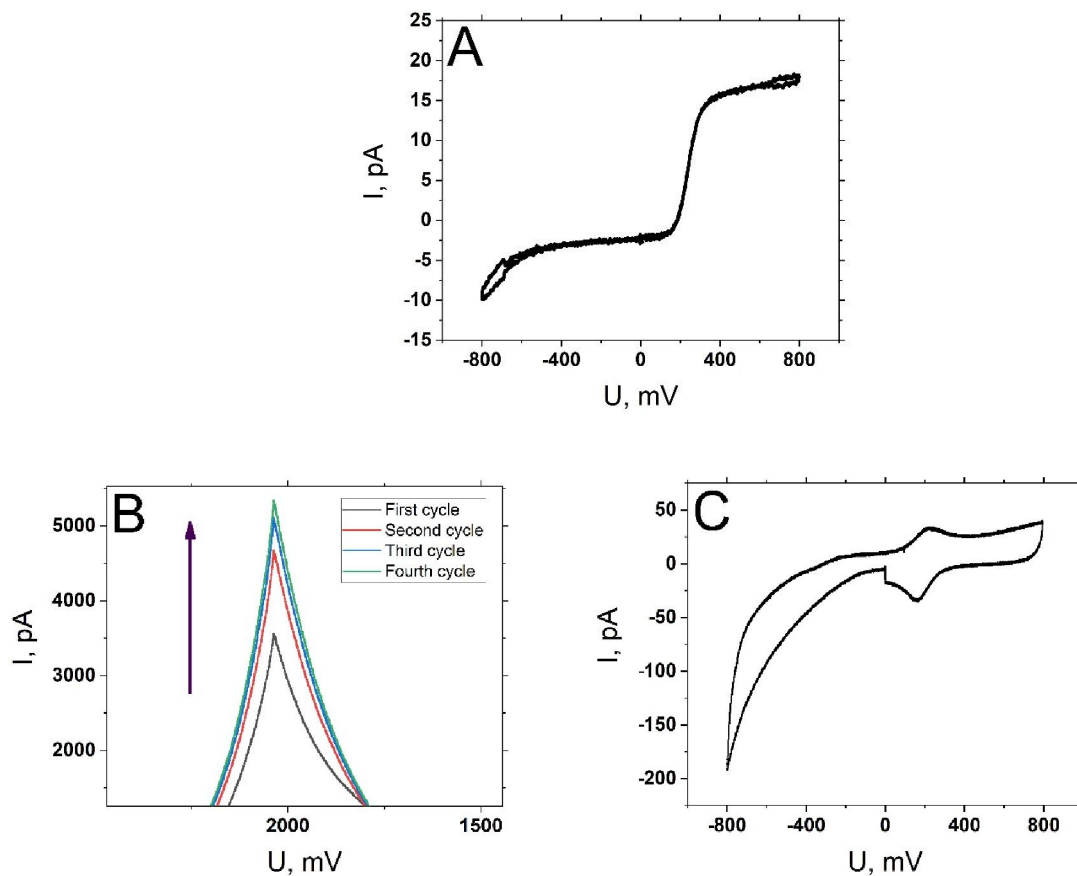 A
25
20
15
10
5
0
-5
-10
-15
I, pA
-800 -400 0 400 800
U, mV
B
First cycle
Second cycle
Third cycle
Fourth cycle
5000
4000
3000
2000
I, pA
2000 1500
U, mV
C
50
0
-50
-100
-150
-200
I, pA
-800 -400 0 400 800
U, mV